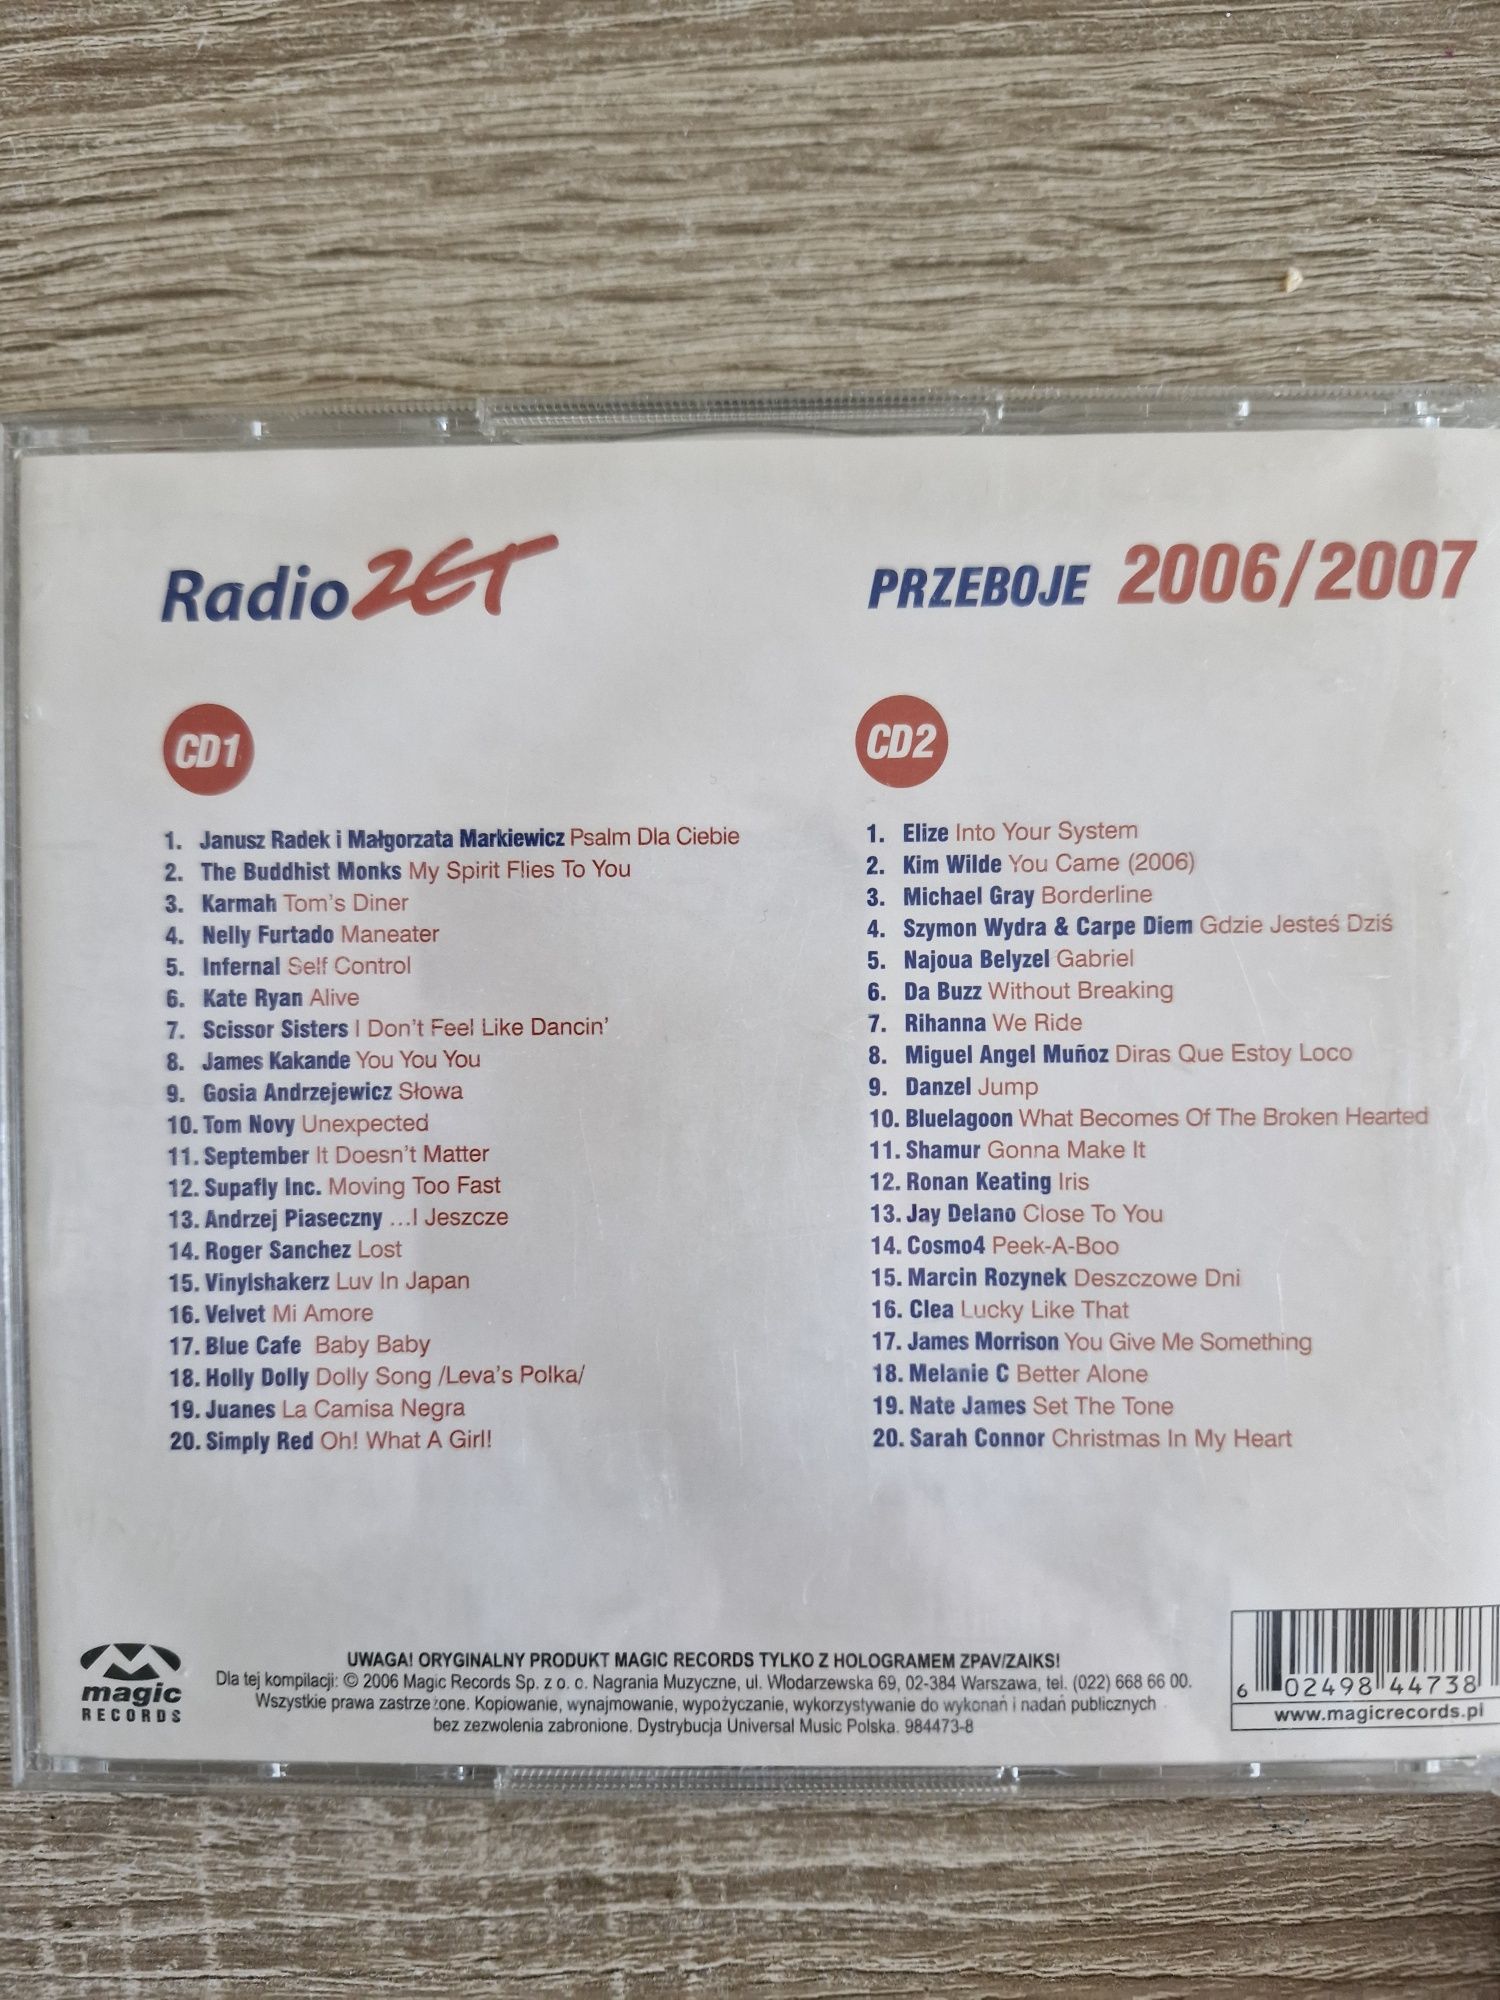 Radio ZET
PRZEBOJE 2006/2007
CD1
1. Janusz Radek i Małgorzata Markiewicz Psalm Dla Ciebie
2. The Buddhist Monks My Spirit Flies To You
3. Karmah Tom's Diner
4. Nelly Furtado Maneater
5. Infernal Self Control
6. Kate Ryan Alive
7. Scissor Sisters I Don't Feel Like Dancin'
8. James Kakande You You You
9. Gosia Andrzejewicz Słowa
10. Tom Novy Unexpected
11. September It Doesn't Matter
12. Supafly Inc. Moving Too Fast
13. Andrzej Piaseczny ...I Jeszcze
14. Roger Sanchez Lost
15. Vinylshakerz Luv In Japan
16. Velvet Mi Amore
17. Blue Cafe Baby Baby
18. Holly Dolly Dolly Song /Leva's Polka/
19. Juanes La Camisa Negra
20. Simply Red Oh! What A Girl!
CD2
1. Elize Into Your System
2. Kim Wilde You Came (2006)
3. Michael Gray Borderline
4. Szymon Wydra & Carpe Diem Gdzie Jesteś Dziś
5. Najoua Belyzel Gabriel
6. Da Buzz Without Breaking
7. Rihanna We Ride
8. Miguel Angel Muñoz Diras Que Estoy Loco
9. Danzel Jump
10. Bluelagoon What Becomes Of The Broken Hearted
11. Shamur Gonna Make It
12. Ronan Keating Iris
13. Jay Delano Close To You
14. Cosmo4 Peek-A-Boo
15. Marcin Rozynek Deszczowe Dni
16. Clea Lucky Like That
17. James Morrison You Give Me Something
18. Melanie C Better Alone
19. Nate James Set The Tone
20. Sarah Connor Christmas In My Heart
magic
RECORDS
UWAGA! ORYGINALNY PRODUKT MAGIC RECORDS TYLKO Z HOLOGRAMEM ZPAV/ZAIKS!
Dla tej kompilacji: © 2006 Magic Records Sp. z o. o. Nagrania Muzyczne, ul. Włodarzewska 69, 02-384 Warszawa, tel. (022) 668 66 00.
Wszystkie prawa zastrzeżone. Kopiowanie, wynajmowanie, wypożyczanie, wykorzystywanie do wykonań i nadań publicznych
bez zezwolenia zabronione. Dystrybucja Universal Music Polska. 984473-8
6 02498 44738
www.magicrecords.pl